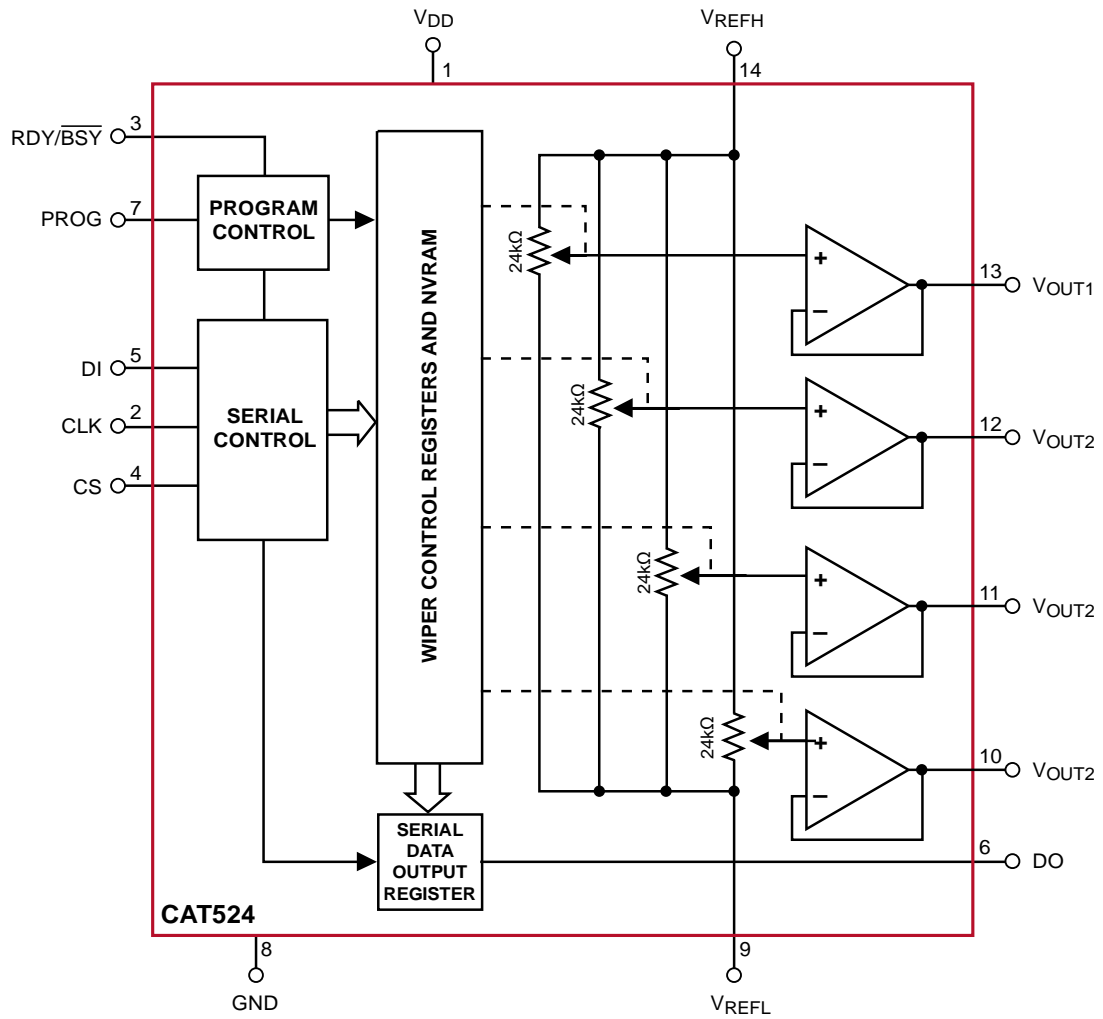 VDD
VREFH
1
14
3
RDY/BSY
7
PROG
PROGRAM
CONTROL
WIPER CONTROL REGISTERS AND NVRAM
24kΩ
+
–
13
VOUT1
5
DI
2
CLK
4
CS
SERIAL
CONTROL
24kΩ
+
–
12
VOUT2
24kΩ
+
–
11
VOUT2
24kΩ
+
–
10
VOUT2
SERIAL
DATA
OUTPUT
REGISTER
6
DO
CAT524
8
9
GND
VREFL